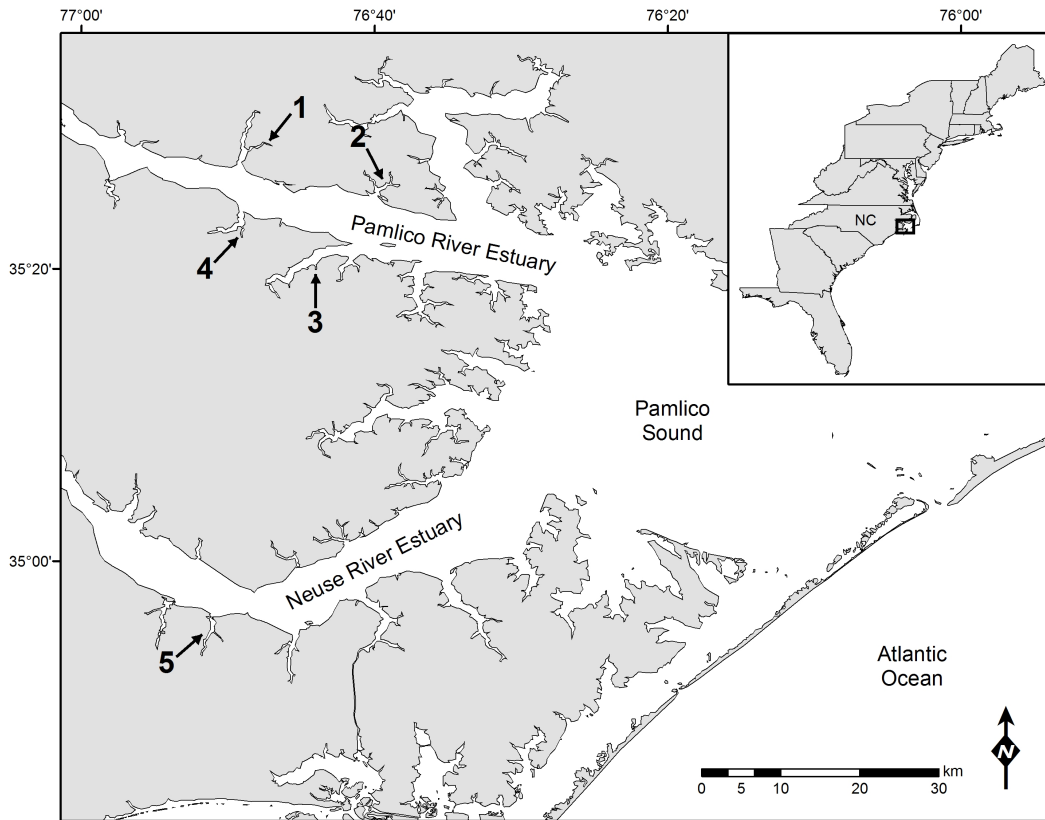 77°00'
76°40'
76°20'
76°00'
1
2
NC
Pamlico River Estuary
4
35°20'
3
Pamlico
Sound
35°00'
Neuse River Estuary
5
Atlantic
Ocean
N
km
0 5 10 20 30